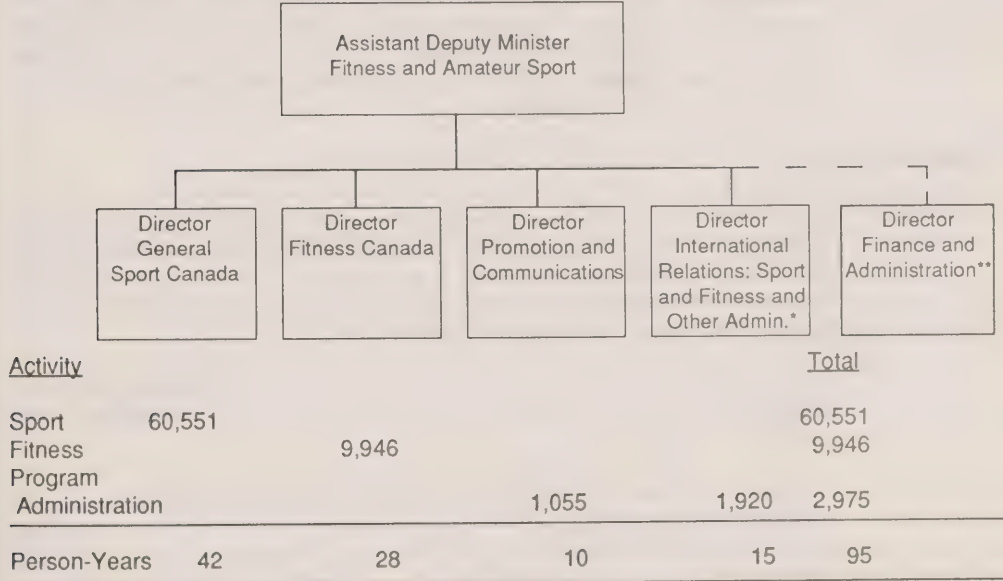 Assistant Deputy Minister
Fitness and Amateur Sport
Director
General
Sport Canada
Director
Fitness Canada
Director
Promotion and
Communications
Director
International
Relations: Sport
and Fitness and
Other Admin.*
Director
Finance and
Administration**
Activity Total
Sport 60,551 60,551
Fitness 9,946 9,946
Program
Administration 1,055 1,920 2,975
Person-Years 42 28 10 15 95